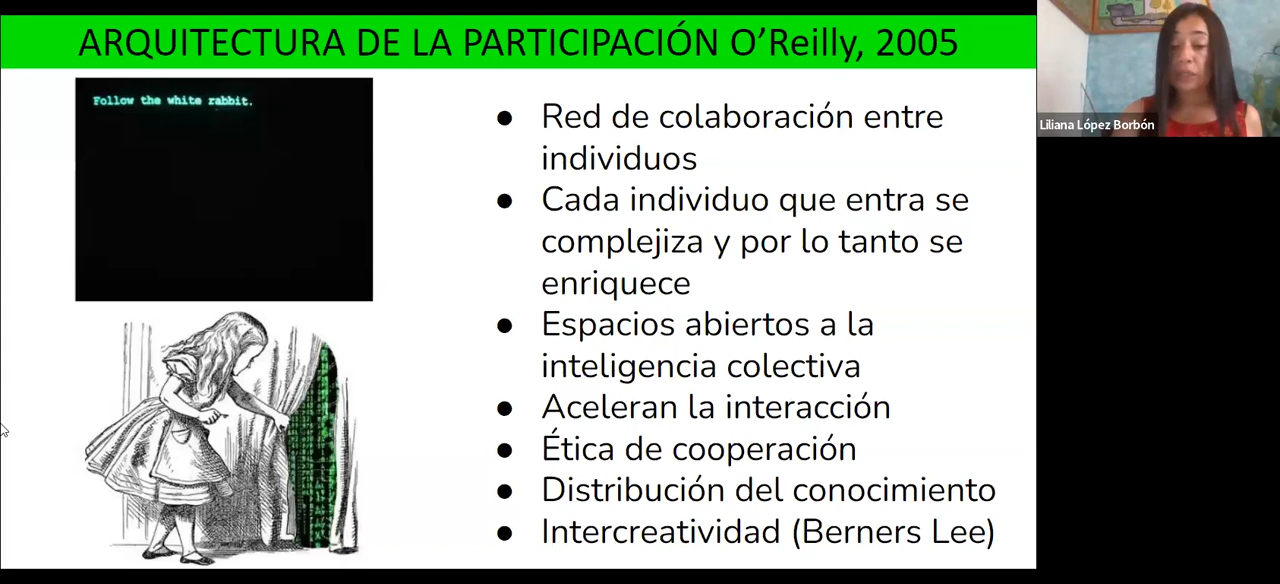 ARQUITECTURA DE LA PARTICIPACIÓN O’Reilly, 2005
Follow the white rabbit.
● Red de colaboración entre
individuos
● Cada individuo que entra se
complejiza y por lo tanto se
enriquece
● Espacios abiertos a la
inteligencia colectiva
● Aceleran la interacción
● Ética de cooperación
● Distribución del conocimiento
● Intercreatividad (Berners Lee)
Liliana López Borbón